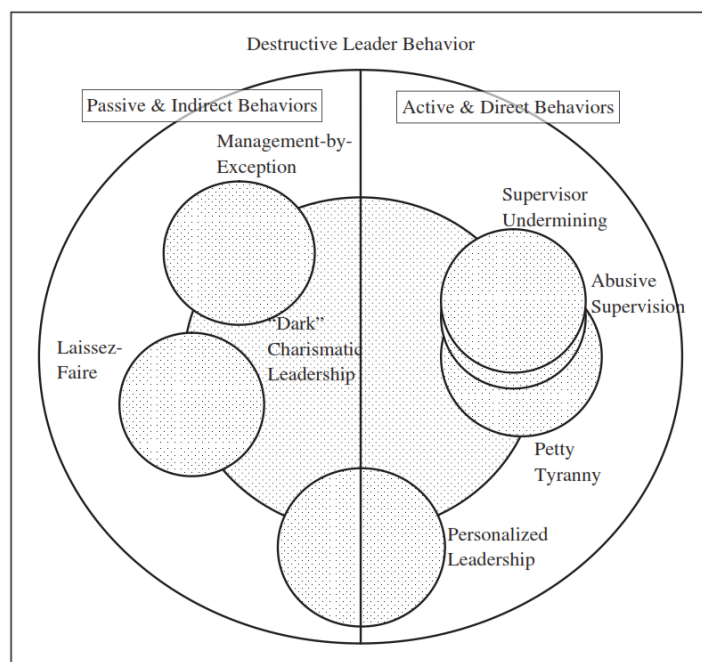 Destructive Leader Behavior
Passive & Indirect Behaviors
Active & Direct Behaviors
Management-by-
Exception
Supervisor
Undermining
Abusive
Supervision
"Dark"
Charismatic
Leadership
Laissez-
Faire
Petty
Tyranny
Personalized
Leadership